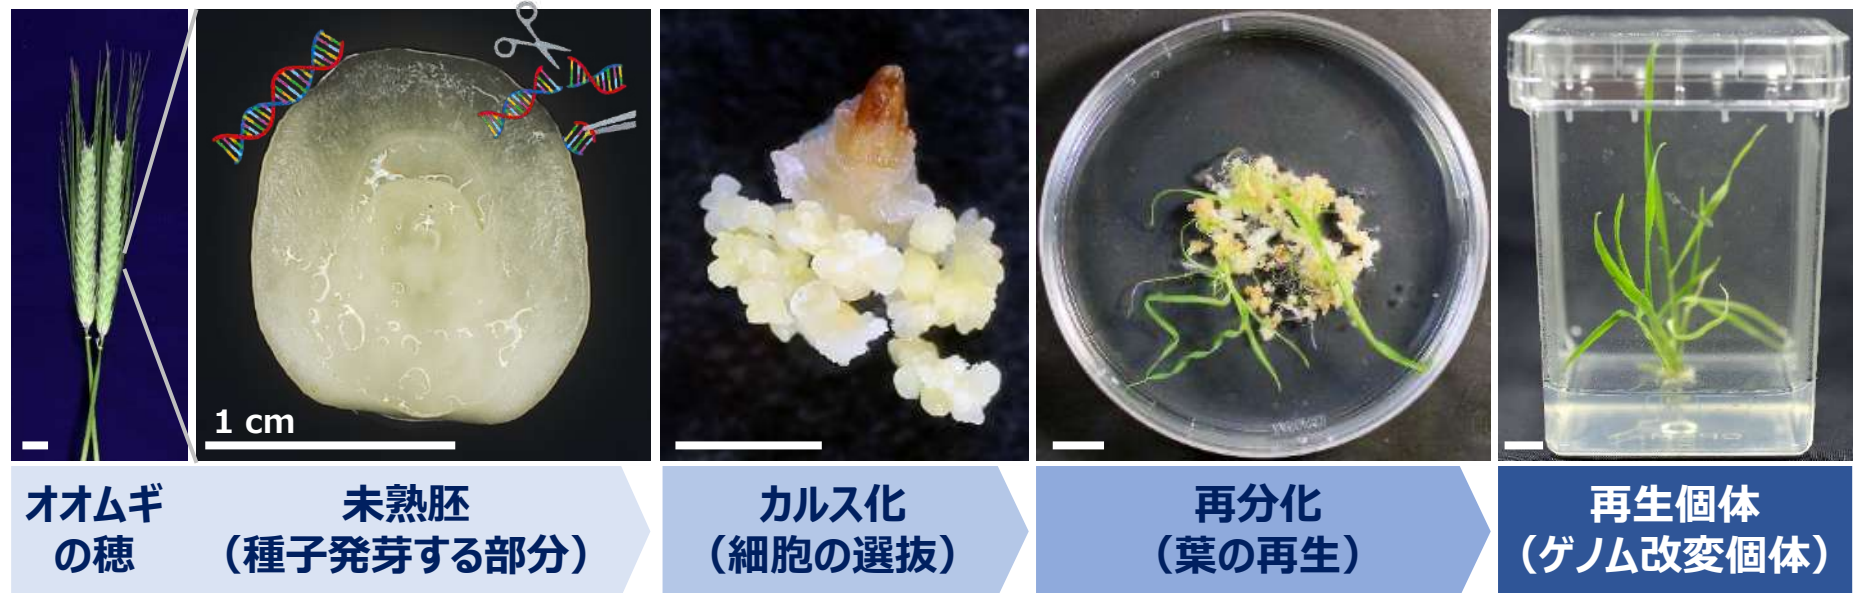 1 cm
オオムギ
の穂
未熟胚
（種子発芽する部分）
カルス化
（細胞の選抜）
再分化
（葉の再生）
再生個体
（ゲノム改変個体）